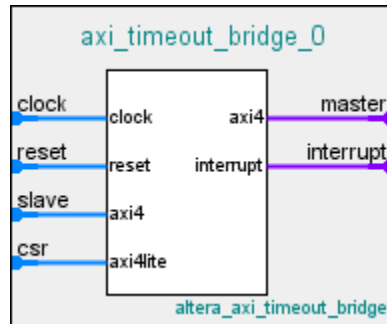 axi_timeout_bridge_0
clock clock axi4 master
reset reset interrupt interrupt
slave axi4
csr axi4lite
altera_axi_timeout_bridge